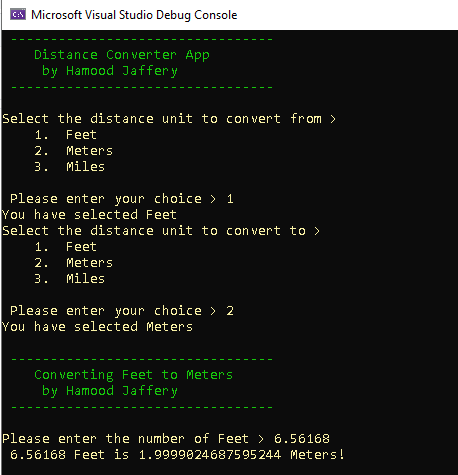 Microsoft Visual Studio Debug Console
---------------------------------
Distance Converter App
by Hamood Jaffery
---------------------------------
Select the distance unit to convert from >
1. Feet
2. Meters
3. Miles
Please enter your choice > 1
You have selected Feet
Select the distance unit to convert to >
1. Feet
2. Meters
3. Miles
Please enter your choice > 2
You have selected Meters
---------------------------------
Converting Feet to Meters
by Hamood Jaffery
---------------------------------
Please enter the number of Feet > 6.56168
6.56168 Feet is 1.9999024687595244 Meters!